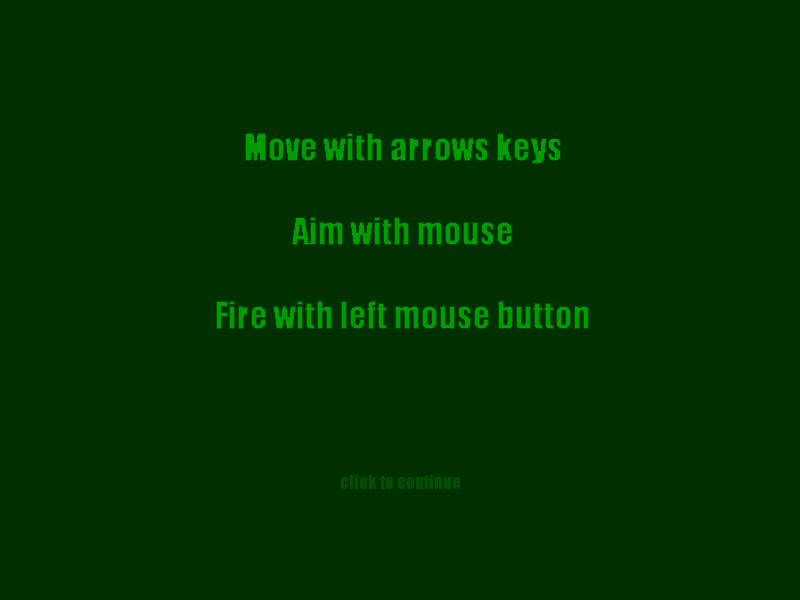 Move with arrows keys
Aim with mouse
Fire with left mouse button
click to continue